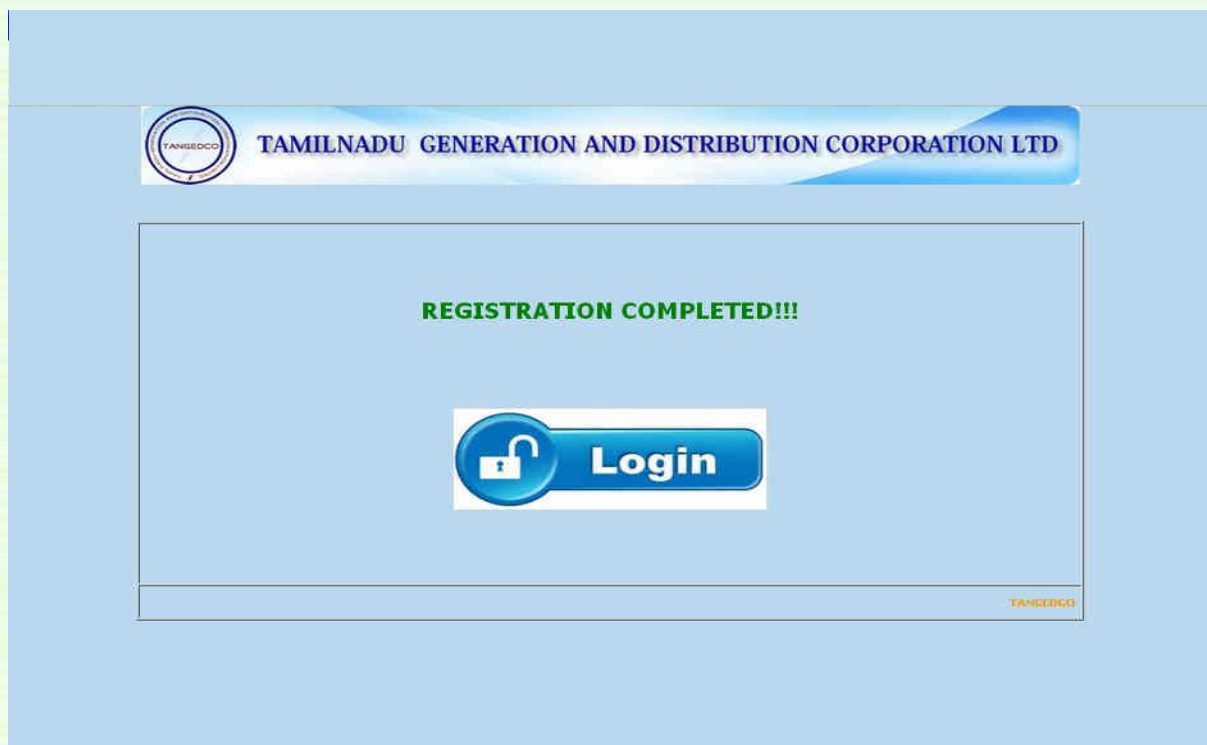 TANGEDCO
TAMILNADU GENERATION AND DISTRIBUTION CORPORATION LTD
REGISTRATION COMPLETED!!!
Login
TANGEDCO